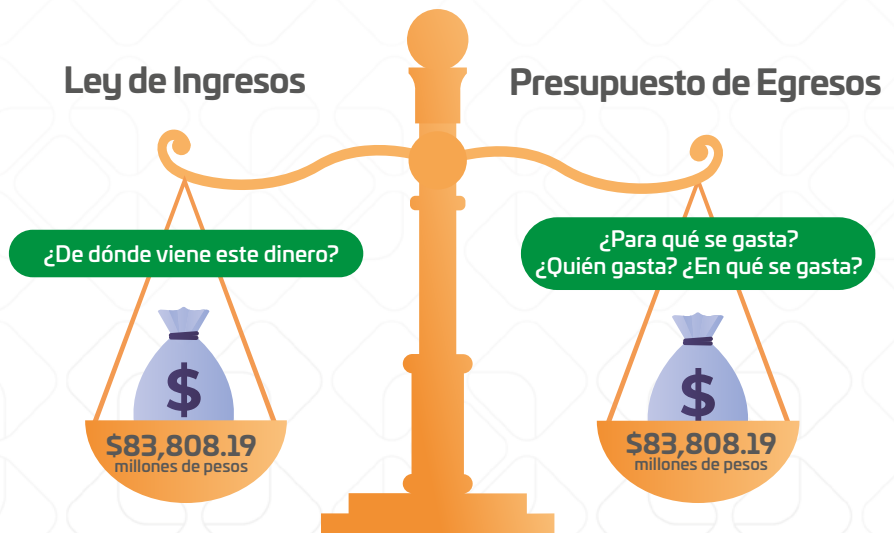 Ley de Ingresos
¿De dónde viene este dinero?
$
$83,808.19
millones de pesos
Presupuesto de Egresos
¿Para qué se gasta?
¿Quién gasta? ¿En qué se gasta?
$
$83,808.19
millones de pesos